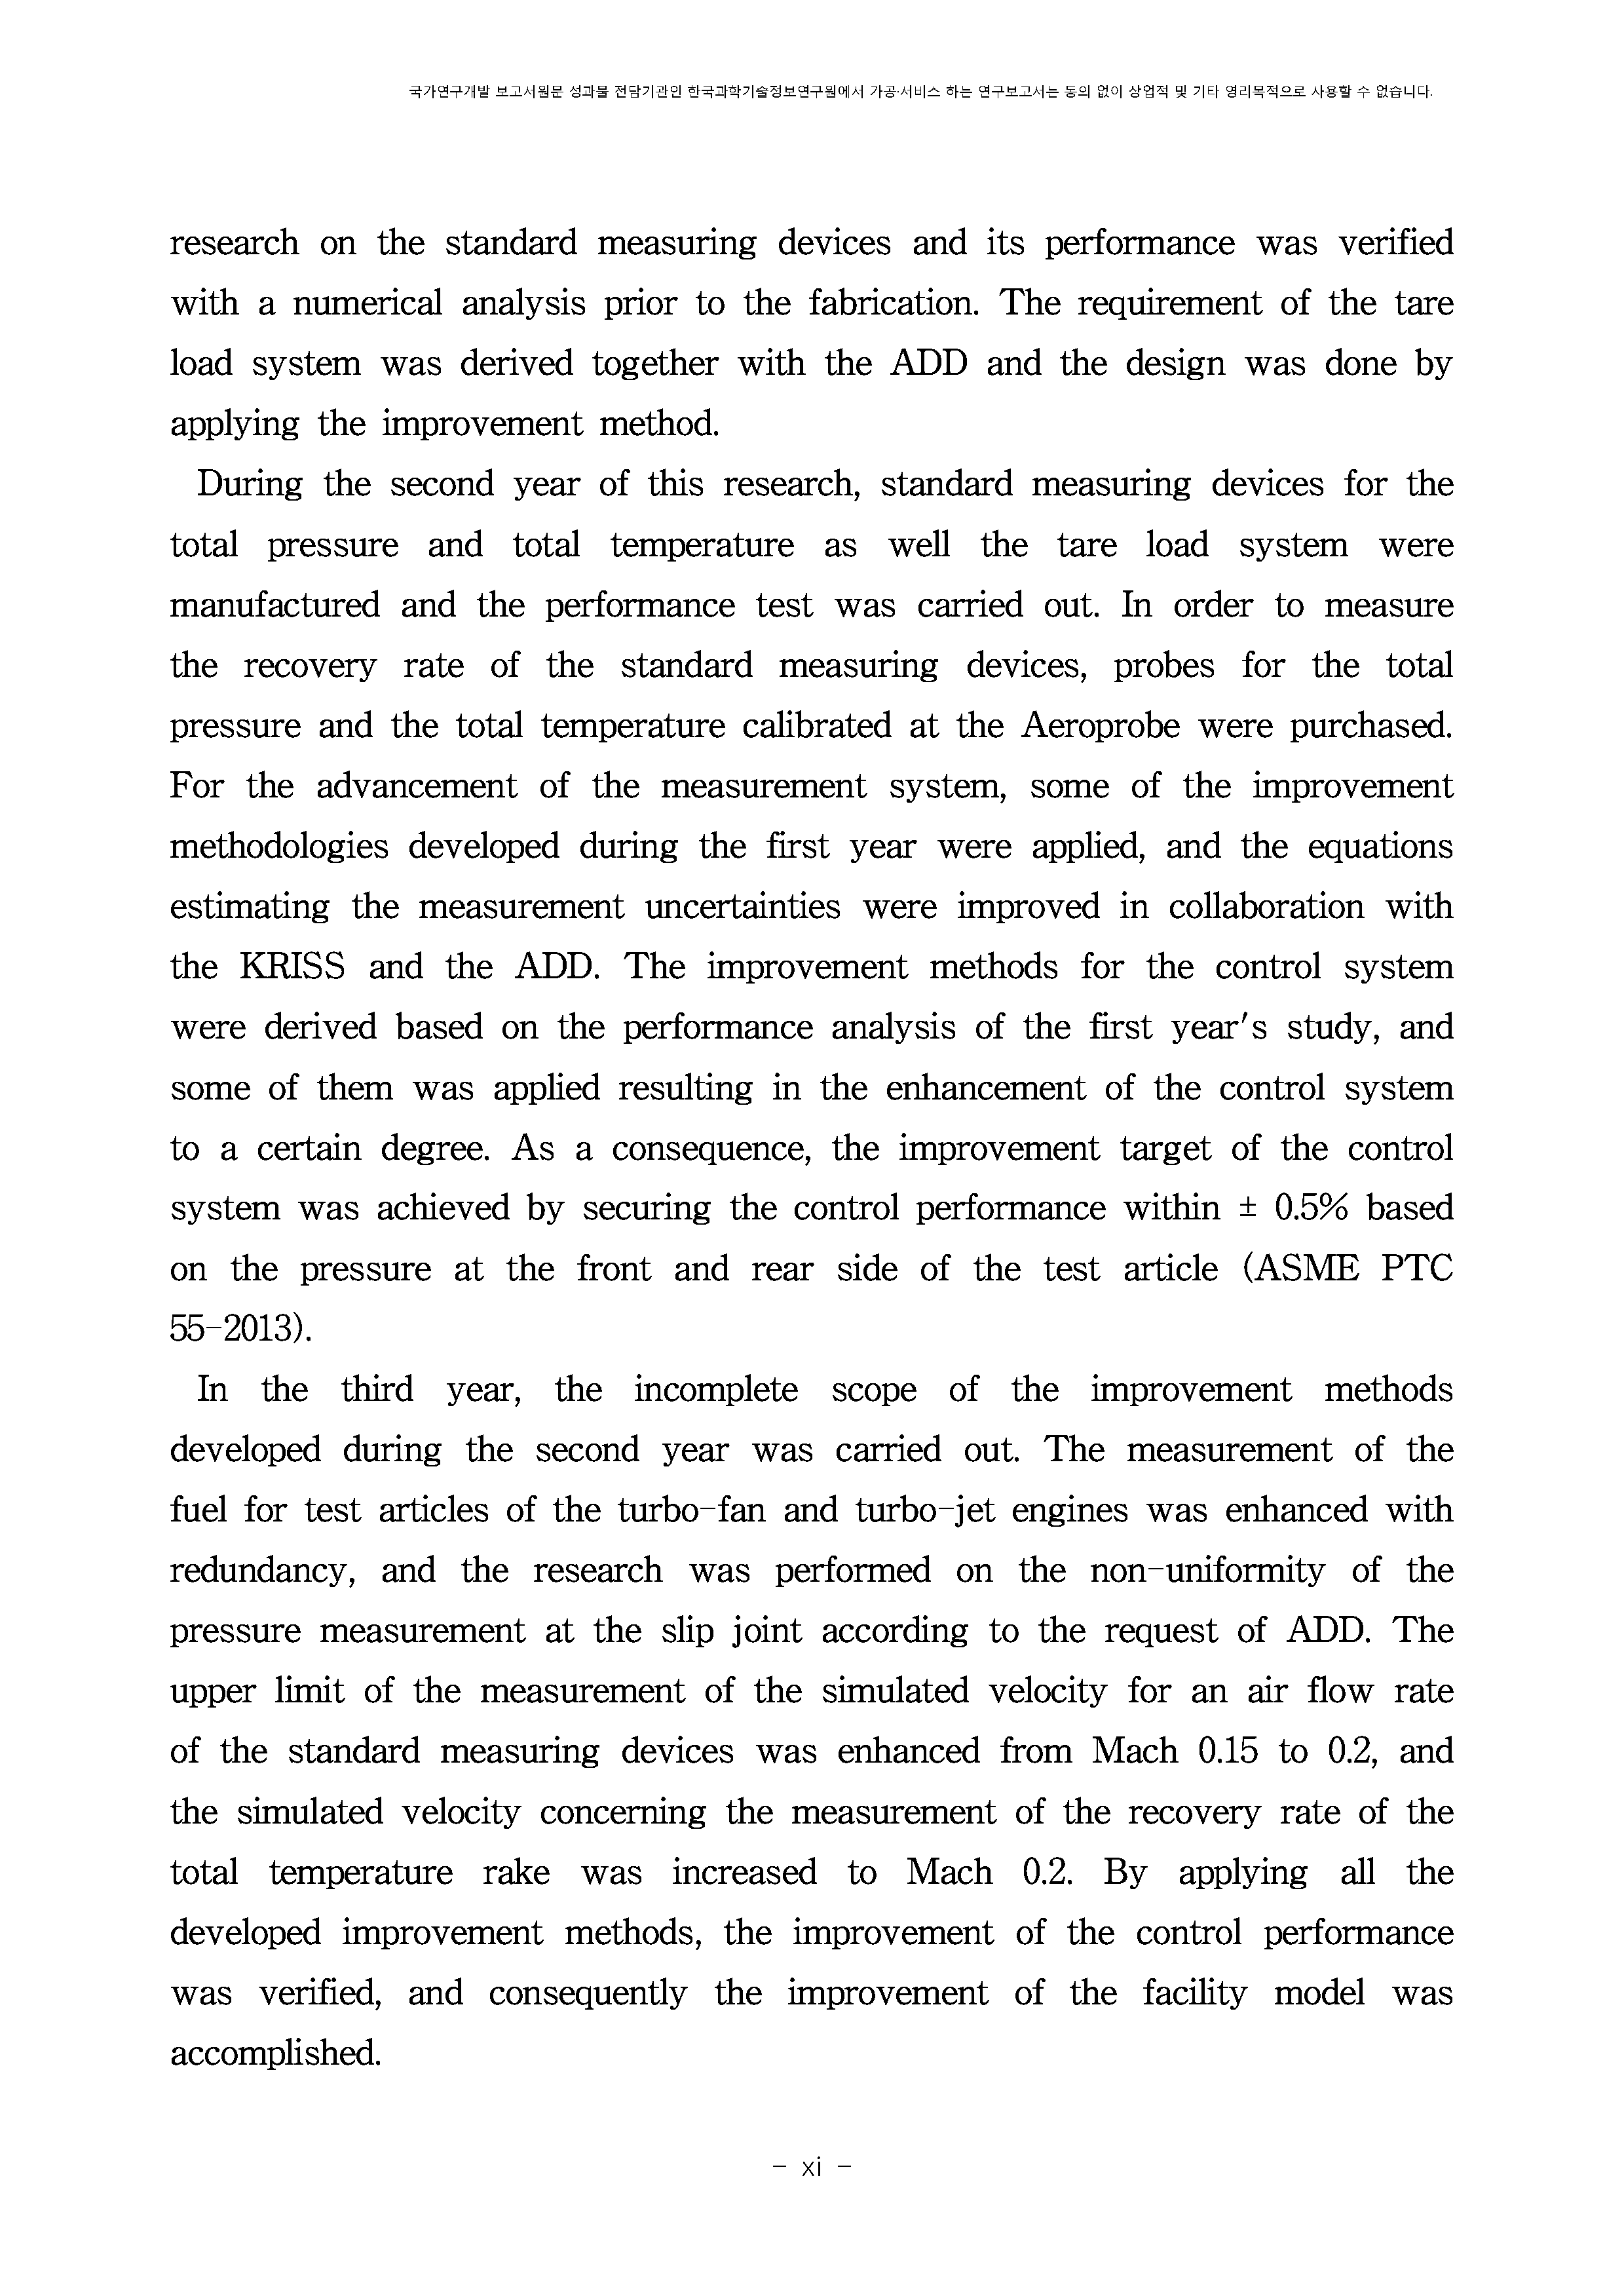 국가연구개발 보고서원문 성과물 전담기관인 한국과학기술정보연구원에서 가공·서비스 하는 연구보고서는 동의 없이 상업적 및 기타 영리목적으로 사용할 수 없습니다.
research on the standard measuring devices and its performance was verified
with a numerical analysis prior to the fabrication. The requirement of the tare
load system was derived together with the ADD and the design was done by
applying the improvement method.
During the second year of this research, standard measuring devices for the
total pressure and total temperature as well the tare load system were
manufactured and the performance test was carried out. In order to measure
the recovery rate of the standard measuring devices, probes for the total
pressure and the total temperature calibrated at the Aeroprobe were purchased.
For the advancement of the measurement system, some of the improvement
methodologies developed during the first year were applied, and the equations
estimating the measurement uncertainties were improved in collaboration with
the KRISS and the ADD. The improvement methods for the control system
were derived based on the performance analysis of the first year's study, and
some of them was applied resulting in the enhancement of the control system
to a certain degree. As a consequence, the improvement target of the control
system was achieved by securing the control performance within ± 0.5% based
on the pressure at the front and rear side of the test article (ASME PTC
55-2013).
In the third year, the incomplete scope of the improvement methods
developed during the second year was carried out. The measurement of the
fuel for test articles of the turbo-fan and turbo-jet engines was enhanced with
redundancy, and the research was performed on the non-uniformity of the
pressure measurement at the slip joint according to the request of ADD. The
upper limit of the measurement of the simulated velocity for an air flow rate
of the standard measuring devices was enhanced from Mach 0.15 to 0.2, and
the simulated velocity concerning the measurement of the recovery rate of the
total temperature rake was increased to Mach 0.2. By applying all the
developed improvement methods, the improvement of the control performance
was verified, and consequently the improvement of the facility model was
accomplished.
- xi -